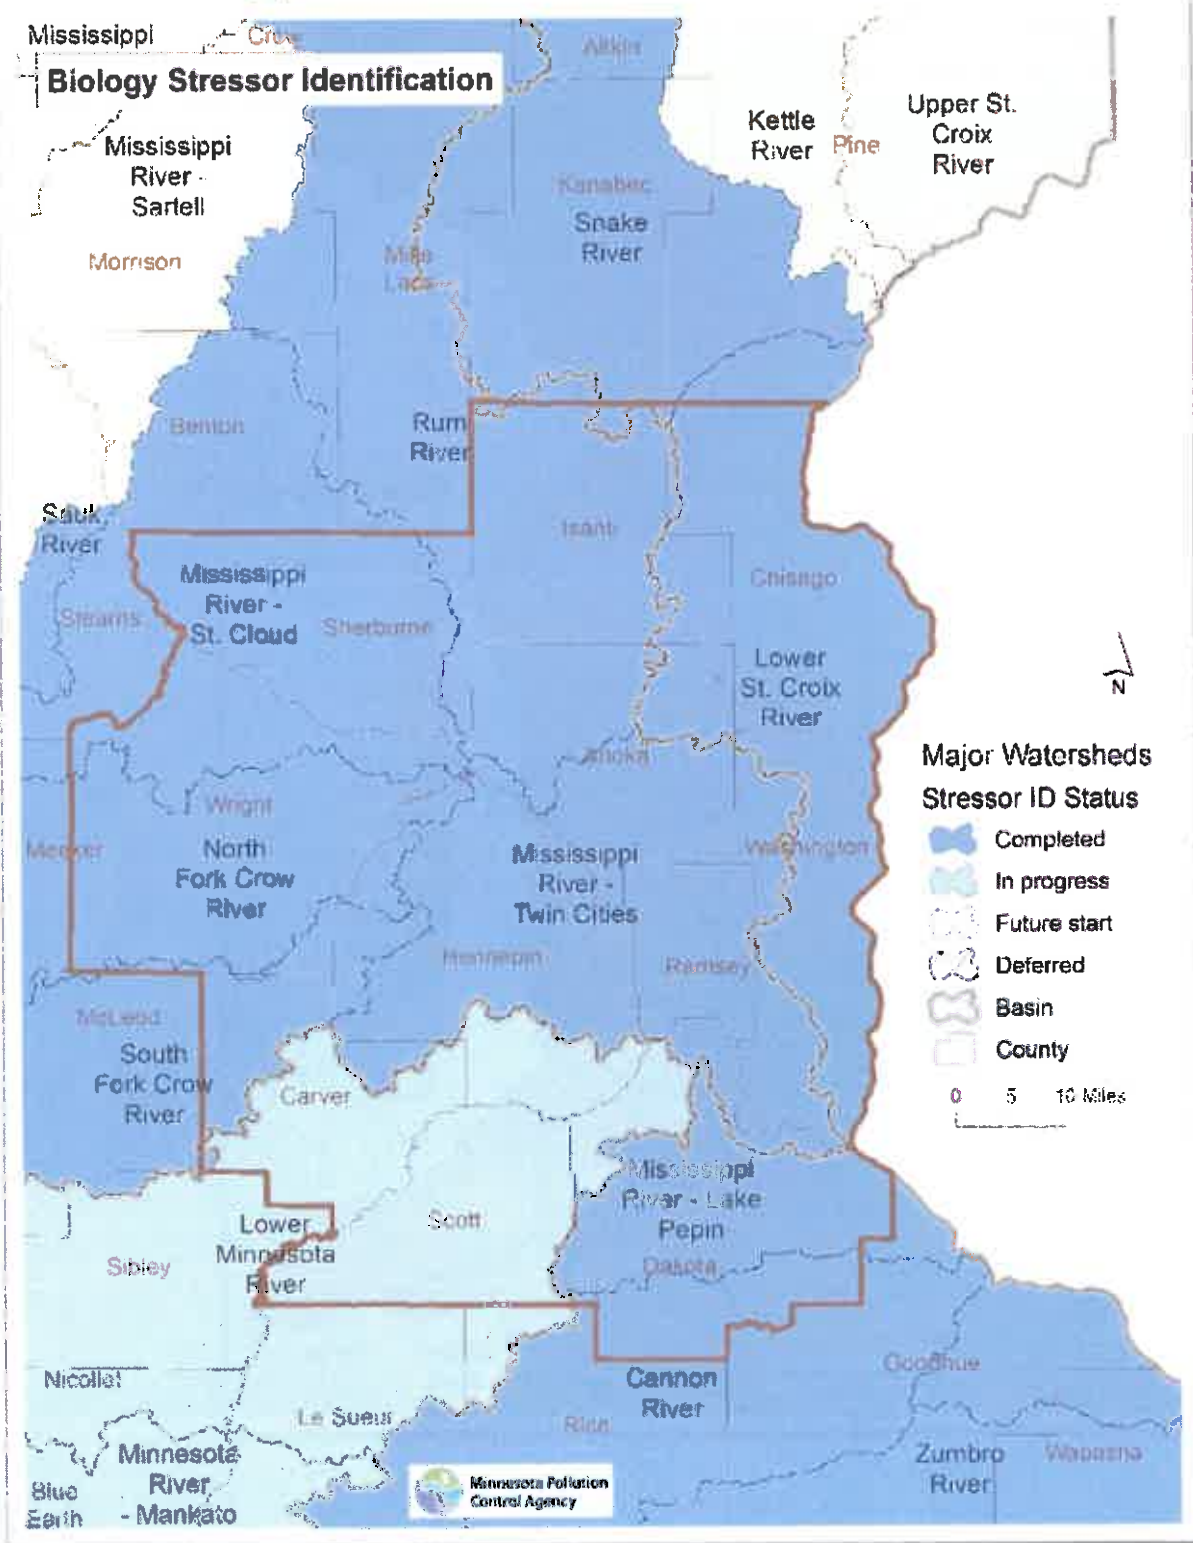 Mississippi
Crow
Aitkin
Biology Stressor Identification
Kettle
River
Pine
Upper St.
Croix
River
Mississippi
River -
Sartell
Morrison
Kanabec
Snake
River
Mille
Lacs
Benton
Rum
River
Sauk
River
Isanti
Mississippi
River -
St. Cloud
Stearns
Sherburne
Chisago
Lower
St. Croix
River
N
Anoka
Major Watersheds
Stressor ID Status
Completed
In progress
Future start
Deferred
Basin
County
0 5 10 Miles
Wright
Meeker
North
Fork Crow
River
Mississippi
River -
Twin Cities
Washington
Hennepin
Ramsey
McLeod
South
Fork Crow
River
Carver
Mississippi
River - Lake
Pepin
Scott
Lower
Minnesota
River
Sibley
Dakota
Nicollet
Cannon
River
Goodhue
Le Sueur
Rice
Minnesota
River
- Mankato
Blue
Earth
Zumbro
River
Wabasha
Minnesota Pollution
Control Agency